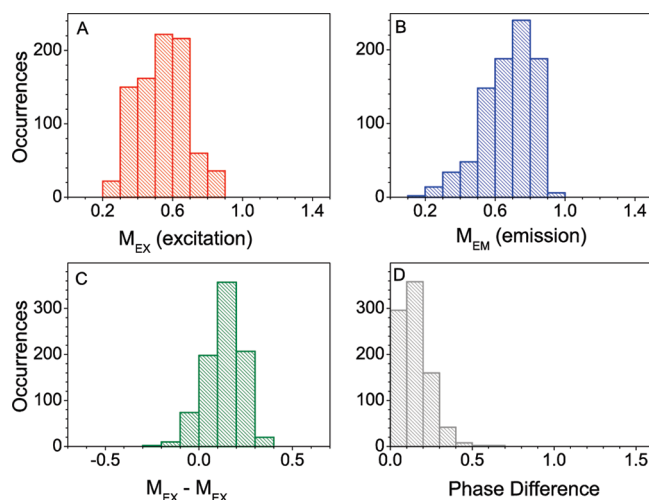 A
B
Occurrences
200
100
0
0.2 0.6 1.0 1.4
M_EX (excitation)
200
100
0
0.2 0.6 1.0 1.4
M_EM (emission)
C
D
Occurrences
300
200
100
0
-0.5 0.0 0.5
M_EX - M_EX
300
200
100
0
0.0 0.5 1.0 1.5
Phase Difference